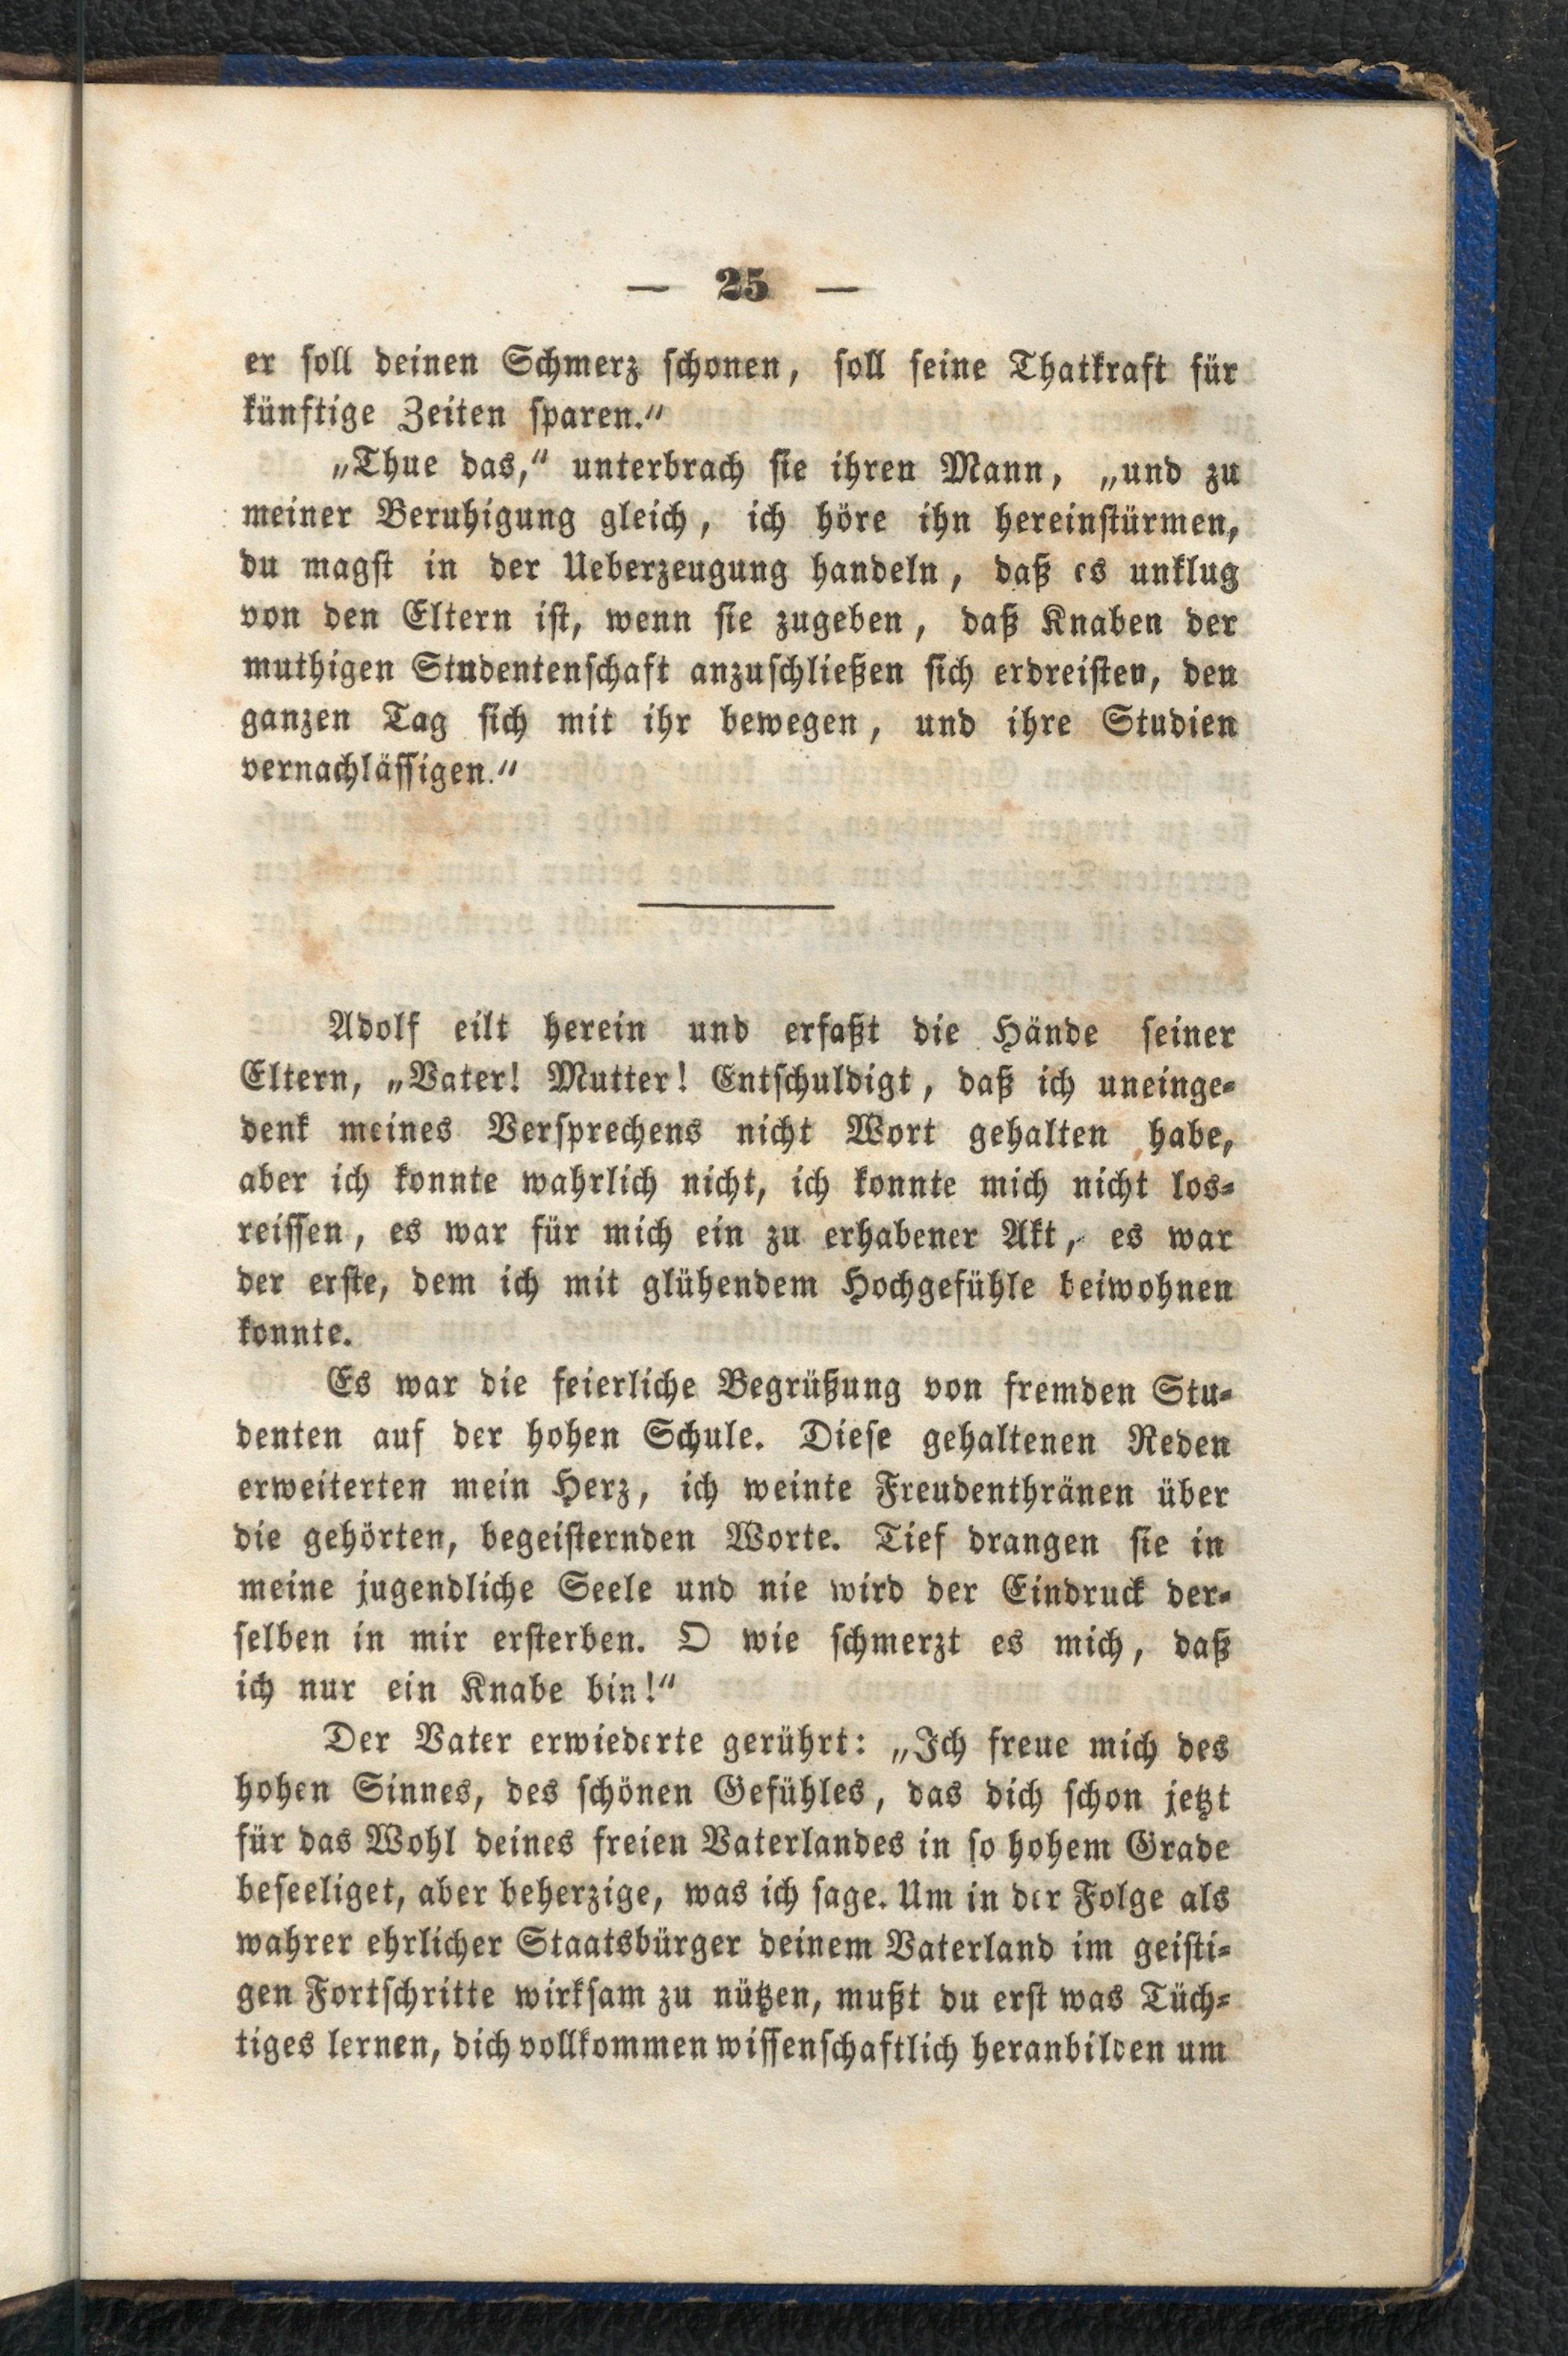 — 25 —
er soll deinen Schmerz schonen, soll seine Thatkraft für
künftige Zeiten sparen.“
„Thue das,“ unterbrach sie ihren Mann, „und zu
meiner Beruhigung gleich, ich höre ihn hereinstürmen,
du magst in der Ueberzeugung handeln, daß es unklug
von den Eltern ist, wenn sie zugeben, daß Knaben der
muthigen Studentenschaft anzuschließen sich erdreisten, den
ganzen Tag sich mit ihr bewegen, und ihre Studien
vernachlässigen.“
Adolf eilt herein und erfaßt die Hände seiner
Eltern, „Vater! Mutter! Entschuldigt, daß ich uneinge-
denk meines Versprechens nicht Wort gehalten habe,
aber ich konnte wahrlich nicht, ich konnte mich nicht los-
reissen, es war für mich ein zu erhabener Akt, es war
der erste, dem ich mit glühendem Hochgefühle beiwohnen
konnte.
Es war die feierliche Begrüßung von fremden Stu-
denten auf der hohen Schule. Diese gehaltenen Reden
erweiterten mein Herz, ich weinte Freudenthränen über
die gehörten, begeisternden Worte. Tief drangen sie in
meine jugendliche Seele und nie wird der Eindruck der-
selben in mir ersterben. O wie schmerzt es mich, daß
ich nur ein Knabe bin!“
Der Vater erwiederte gerührt: „Ich freue mich des
hohen Sinnes, des schönen Gefühles, das dich schon jetzt
für das Wohl deines freien Vaterlandes in so hohem Grade
beseeliget, aber beherzige, was ich sage. Um in der Folge als
wahrer ehrlicher Staatsbürger deinem Vaterland im geisti-
gen Fortschritte wirksam zu nützen, mußt du erst was Tüch-
tiges lernen, dich vollkommen wissenschaftlich heranbilden um